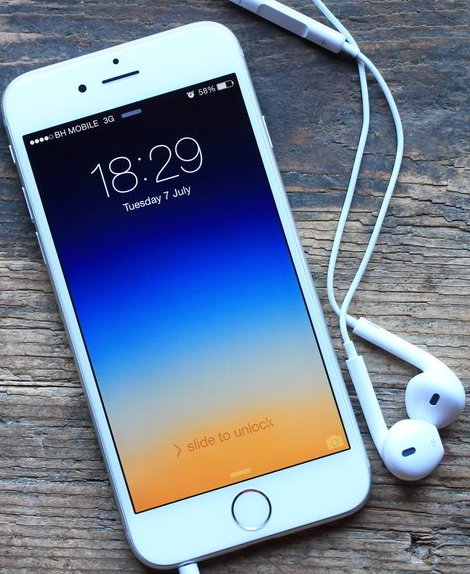 BH MOBILE 3G 58%
18:29
Tuesday 7 July
> slide to unlock